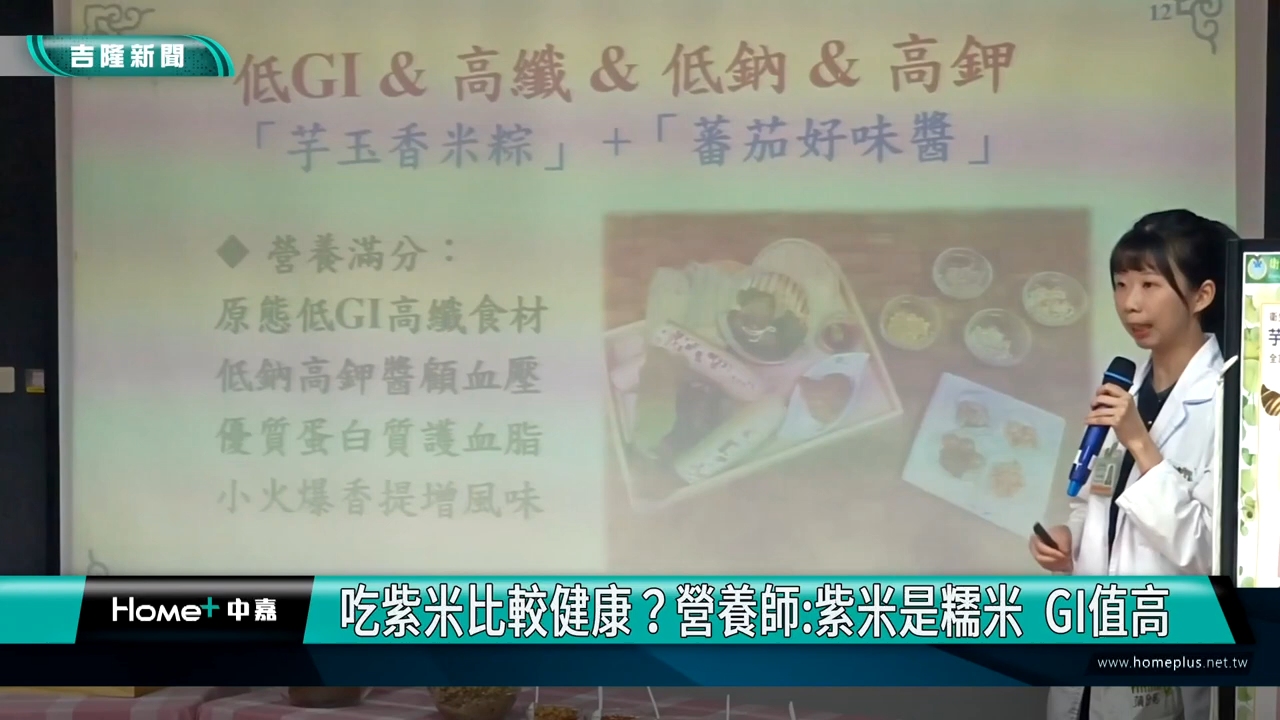 12
吉隆新聞
低GI & 高纖 & 低鈉 & 高鉀
「芋玉香米粽」+「蕃茄好味醬」
◆ 營養滿分：
原態低GI高纖食材
低鈉高鉀醬顧血壓
優質蛋白質護血脂
小火爆香提增風味
芋
吃紫米比較健康？營養師:紫米是糯米 GI值高
Home+中嘉
www.homeplus.net.tw